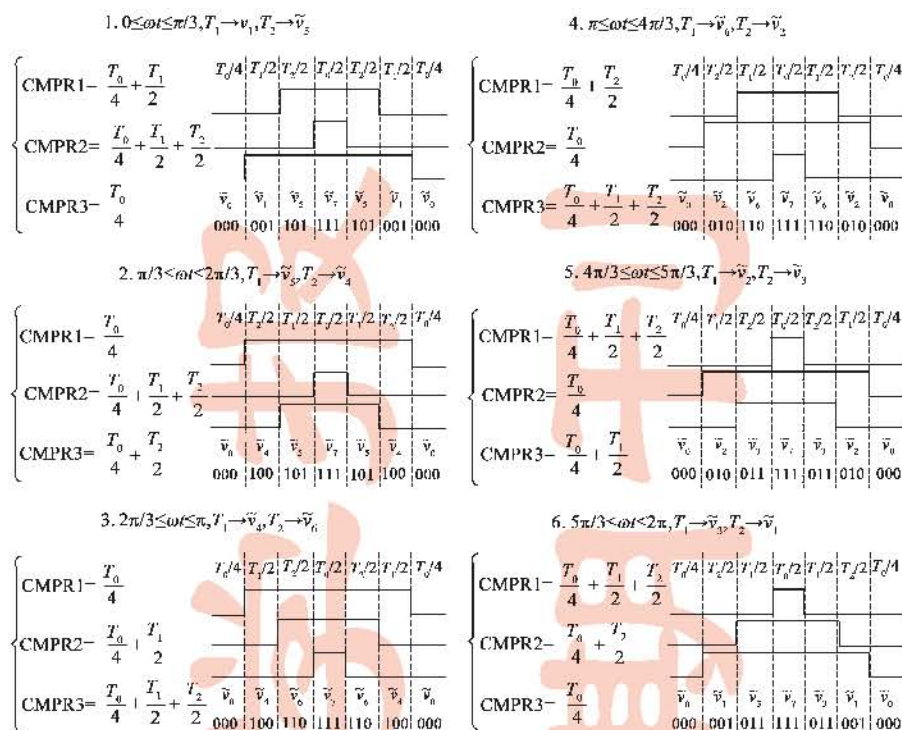 1. 0≤ωt≤π/3, T₁→v₁, T₂→ṽ₅
CMPR1− T₀/4 + T₁/2
CMPR2= T₀/4 + T₁/2 + T₂/2
CMPR3− T₀/4
T₀/4 T₁/2 T₂/2 T₀/2 T₂/2 T₁/2 T₀/4
ṽ₀ ṽ₁ ṽ₅ ṽ₇ ṽ₅ ṽ₁ ṽ₀
000 001 101 111 101 001 000
2. π/3<ωt<2π/3, T₁→ṽ₅, T₂→ṽ₄
CMPR1− T₀/4
CMPR2− T₀/4 + T₁/2 + T₂/2
CMPR3= T₀/4 + T₂/2
T₀/4 T₂/2 T₁/2 T₀/2 T₁/2 T₂/2 T₀/4
ṽ₀ ṽ₄ ṽ₅ ṽ₇ ṽ₅ ṽ₄ ṽ₀
000 100 101 111 101 100 000
3. 2π/3≤ωt≤π, T₁→ṽ₄, T₂→ṽ₆
CMPR1− T₀/4
CMPR2− T₀/4 + T₁/2
CMPR3= T₀/4 + T₁/2 + T₂/2
T₀/4 T₁/2 T₂/2 T₀/2 T₂/2 T₁/2 T₀/4
ṽ₀ ṽ₄ ṽ₆ ṽ₇ ṽ₆ ṽ₄ ṽ₀
000 100 110 111 110 100 000
4. π≤ωt≤4π/3, T₁→ṽ₆, T₂→ṽ₂
CMPR1− T₀/4 + T₂/2
CMPR2= T₀/4
CMPR3= T₀/4 + T₁/2 + T₂/2
T₀/4 T₂/2 T₁/2 T₀/2 T₁/2 T₂/2 T₀/4
ṽ₀ ṽ₂ ṽ₆ ṽ₇ ṽ₆ ṽ₂ ṽ₀
000 010 110 111 110 010 000
5. 4π/3≤ωt≤5π/3, T₁→ṽ₂, T₂→ṽ₃
CMPR1− T₀/4 + T₁/2 + T₂/2
CMPR2= T₀/4
CMPR3− T₀/4 + T₁/2
T₀/4 T₁/2 T₂/2 T₀/2 T₂/2 T₁/2 T₀/4
ṽ₀ ṽ₂ ṽ₃ ṽ₇ ṽ₃ ṽ₂ ṽ₀
000 010 011 111 011 010 000
6. 5π/3<ωt<2π, T₁→ṽ₃, T₂→ṽ₁
CMPR1− T₀/4 + T₁/2 + T₂/2
CMPR2− T₀/4 + T₂/2
CMPR3− T₀/4
T₀/4 T₂/2 T₁/2 T₀/2 T₁/2 T₂/2 T₀/4
ṽ₀ ṽ₁ ṽ₃ ṽ₇ ṽ₃ ṽ₁ ṽ₀
000 001 011 111 011 001 000